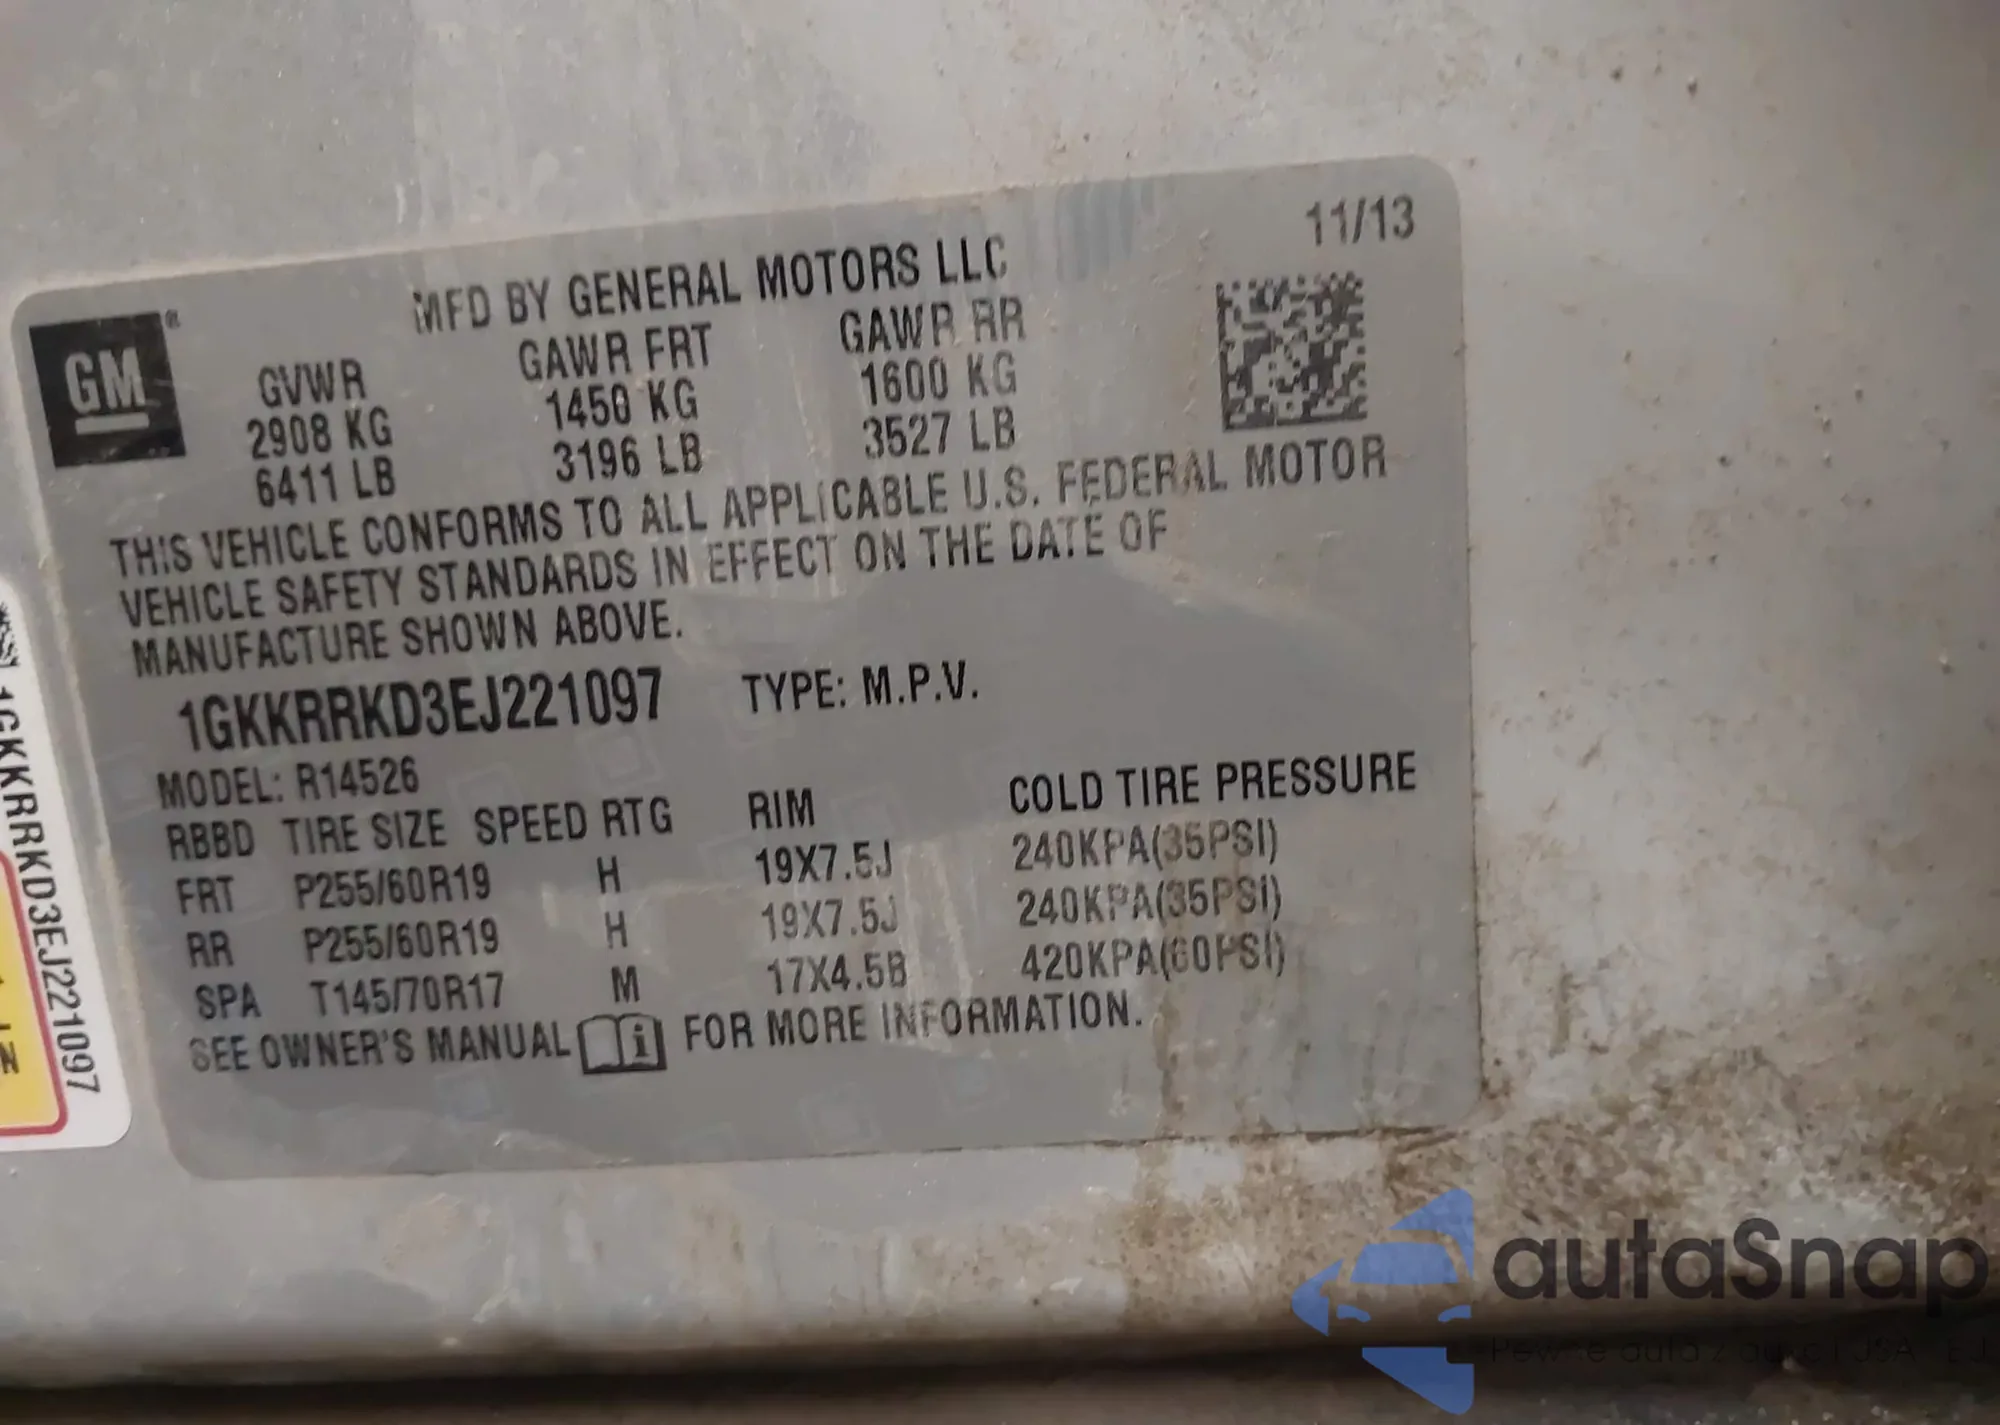 11/13
MFD BY GENERAL MOTORS LLC
GM®
GVWR GAWR FRT GAWR RR
2908 KG 1450 KG 1600 KG
6411 LB 3196 LB 3527 LB
THIS VEHICLE CONFORMS TO ALL APPLICABLE U.S. FEDERAL MOTOR
VEHICLE SAFETY STANDARDS IN EFFECT ON THE DATE OF
MANUFACTURE SHOWN ABOVE.
1GKKRRKD3EJ221097 TYPE: M.P.V.
MODEL: R14526
RBBD TIRE SIZE SPEED RTG RIM COLD TIRE PRESSURE
FRT P255/60R19 H 19X7.5J 240KPA(35PSI)
RR P255/60R19 H 19X7.5J 240KPA(35PSI)
SPA T145/70R17 M 17X4.5B 420KPA(60PSI)
SEE OWNER'S MANUAL i FOR MORE INFORMATION.
1GKKRRKD3EJ221097
autaSnap